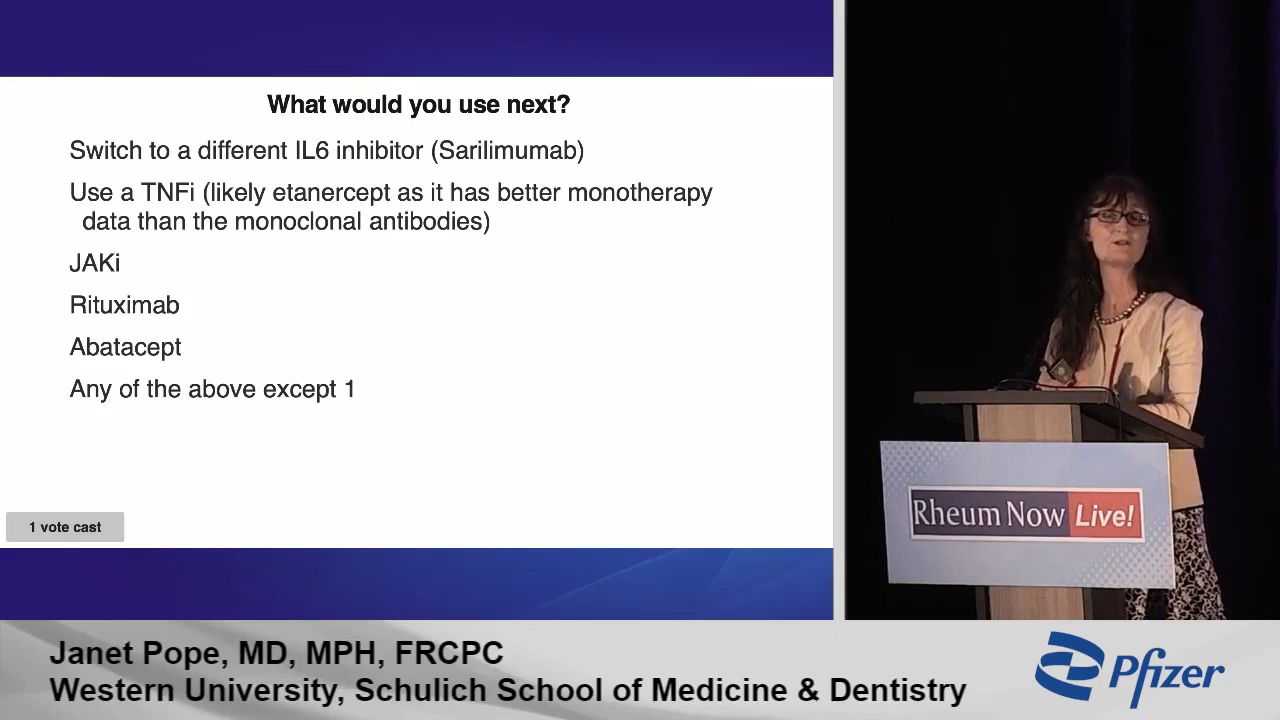 What would you use next?
Switch to a different IL6 inhibitor (Sarilimumab)
Use a TNFi (likely etanercept as it has better monotherapy
data than the monoclonal antibodies)
JAKi
Rituximab
Abatacept
Any of the above except 1
1 vote cast
Rheum Now Live!
Janet Pope, MD, MPH, FRCPC
Western University, Schulich School of Medicine & Dentistry
Pfizer